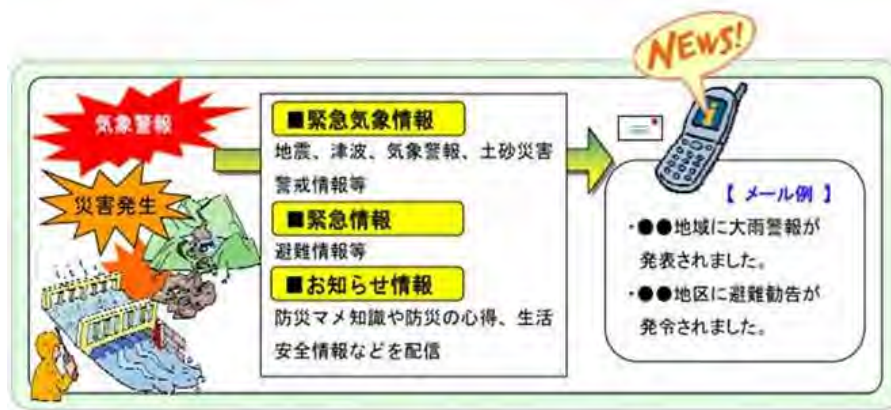 NEWS!
気象警報
災害発生
■緊急気象情報
地震、津波、気象警報、土砂災害
警戒情報等
■緊急情報
避難情報等
■お知らせ情報
防災マメ知識や防災の心得、生活
安全情報などを配信
【 メール例 】
・●●地域に大雨警報が
発表されました。
・●●地区に避難勧告が
発令されました。